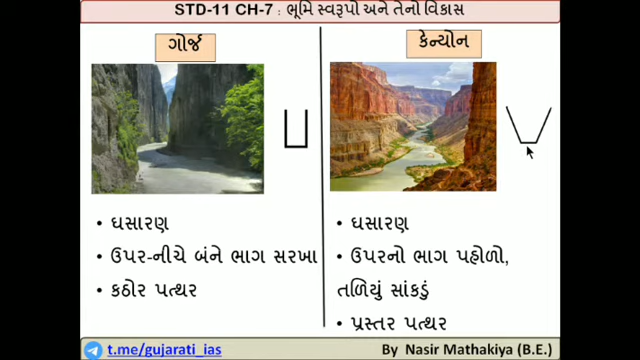 STD-11 CH-7 : ભૂમિ સ્વરૂપો અને તેનો વિકાસ
ગોર્જ
• ઘસારણ
• ઉપર-નીચે બંને ભાગ સરખા
• કઠોર પત્થર
કેન્યોન
• ઘસારણ
• ઉપરનો ભાગ પહોળો,
તળિયું સાંકડું
• પ્રસ્તર પત્થર
t.me/gujarati_ias
By Nasir Mathakiya (B.E.)